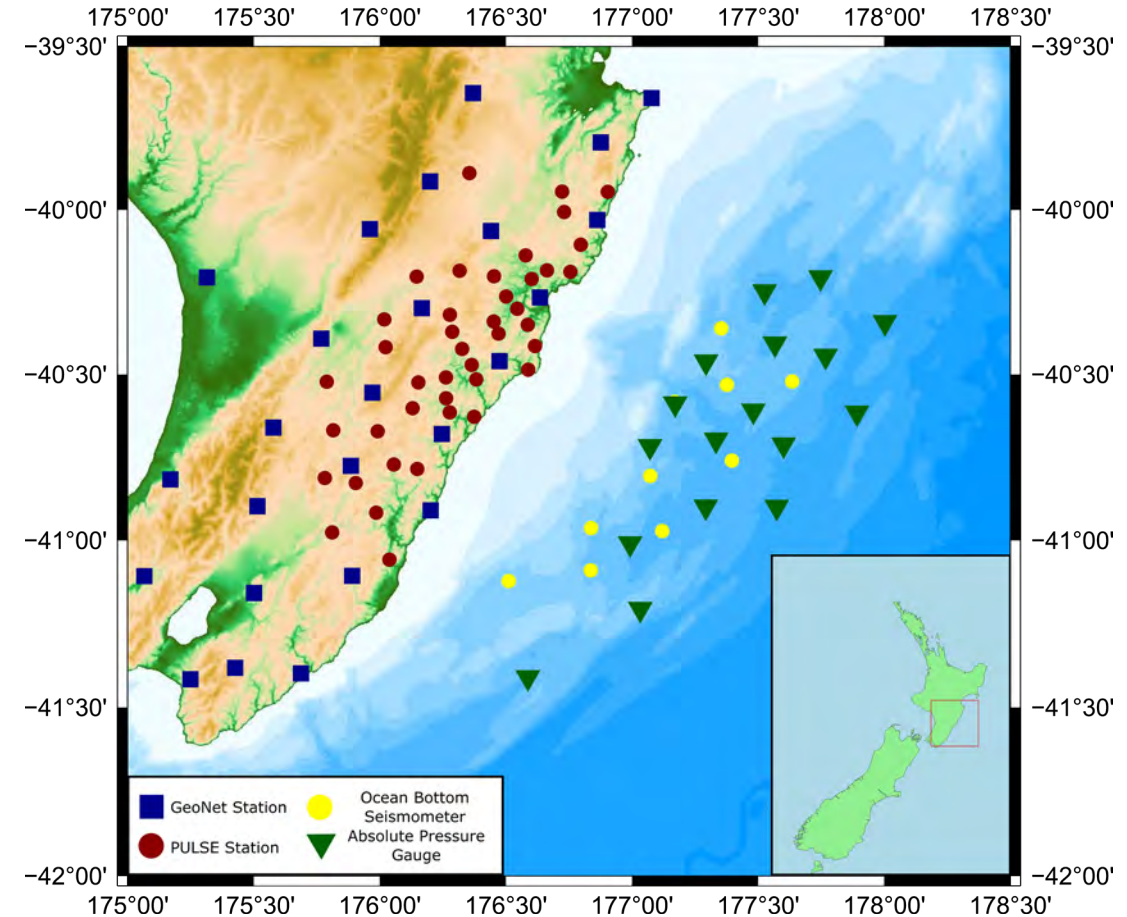 175°00' 175°30' 176°00' 176°30' 177°00' 177°30' 178°00' 178°30'
−39°30' −39°30'
−40°00' −40°00'
−40°30' −40°30'
−41°00' −41°00'
−41°30' −41°30'
−42°00' −42°00'
GeoNet Station
PULSE Station
Ocean Bottom
Seismometer
Absolute Pressure
Gauge
175°00' 175°30' 176°00' 176°30' 177°00' 177°30' 178°00' 178°30'